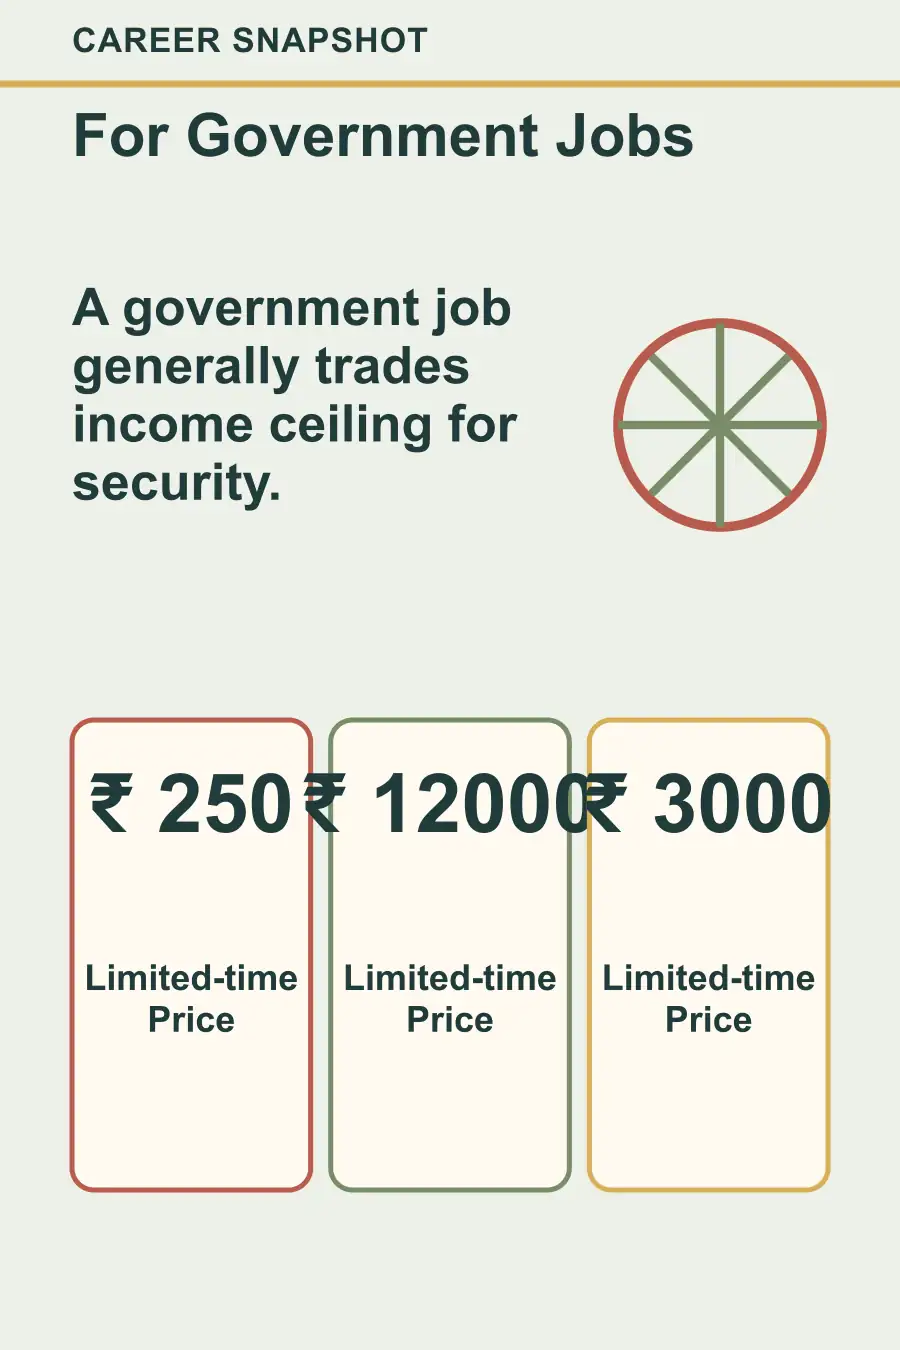 CAREER SNAPSHOT
For Government Jobs
A government job
generally trades
income ceiling for
security.
₹ 250
₹ 12000
₹ 3000
Limited-time
Price
Limited-time
Price
Limited-time
Price